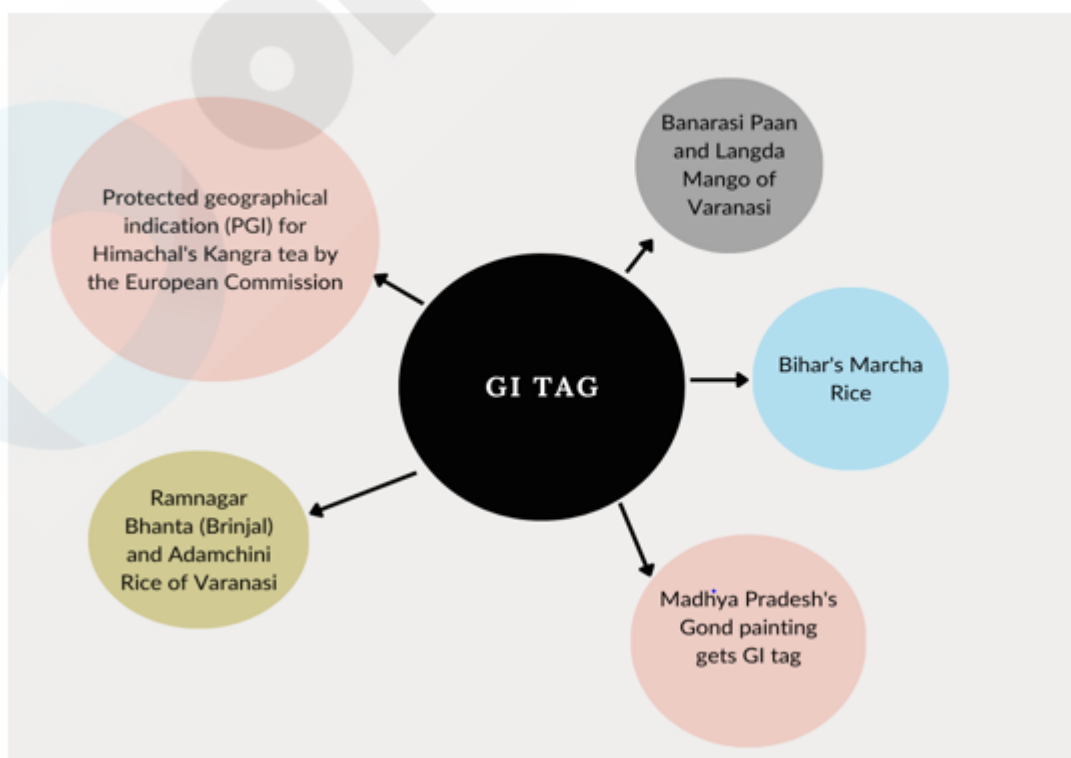 Banarasi Paan
and Langda
Mango of
Varanasi
Protected geographical
indication (PGI) for
Himachal's Kangra tea by
the European Commission
GI TAG
Bihar's Marcha
Rice
Ramnagar
Bhanta (Brinjal)
and Adamchini
Rice of Varanasi
Madhya Pradesh's
Gond painting
gets GI tag